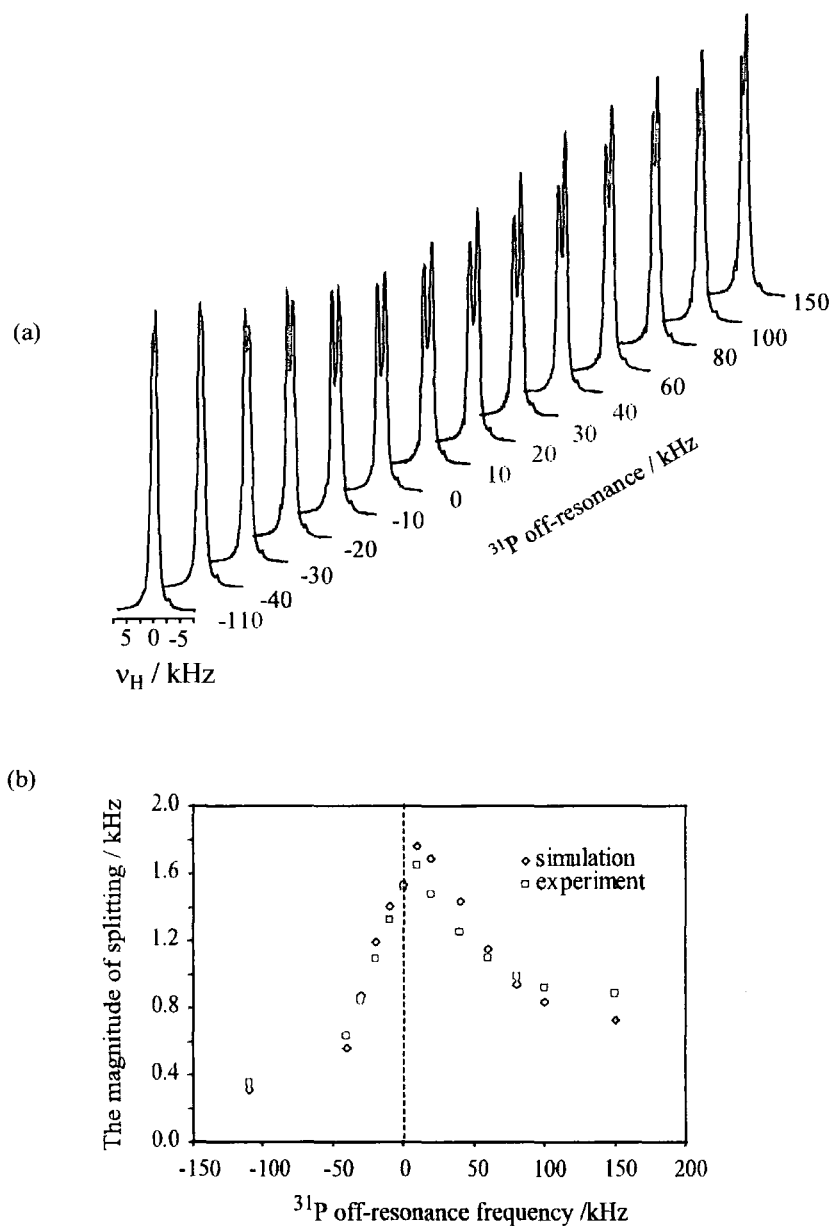 (a)
150
100
80
60
40
30
20
10
0
-10
-20
-30
-40
-110
³¹P off-resonance / kHz
5 0 -5
νH / kHz
(b)
The magnitude of splitting / kHz
2.0
1.6
1.2
0.8
0.4
0.0
simulation
experiment
-150 -100 -50 0 50 100 150 200
³¹P off-resonance frequency /kHz